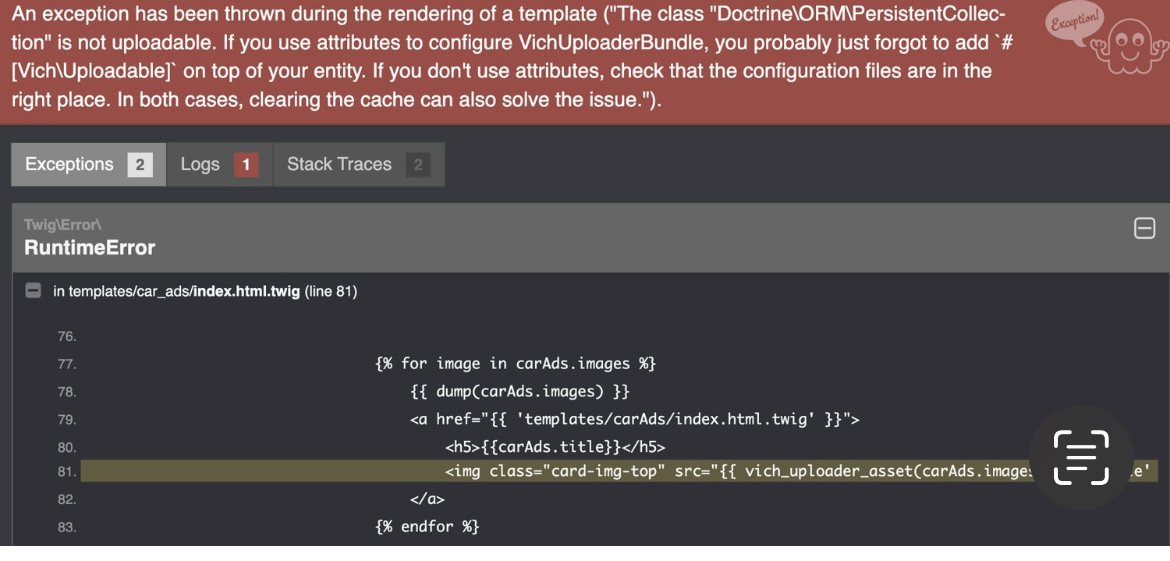 An exception has been thrown during the rendering of a template ("The class "Doctrine\ORM\PersistentCollec-
tion" is not uploadable. If you use attributes to configure VichUploaderBundle, you probably just forgot to add `#
[Vich\Uploadable]` on top of your entity. If you don't use attributes, check that the configuration files are in the
right place. In both cases, clearing the cache can also solve the issue.").
Exception!
Exceptions 2 Logs 1 Stack Traces 2
Twig\Error\
RuntimeError
in templates/car_ads/index.html.twig (line 81)
76.
77. {% for image in carAds.images %}
78. {{ dump(carAds.images) }}
79. <a href="{{ 'templates/carAds/index.html.twig' }}">
80. <h5>{{carAds.title}}</h5>
81. <img class="card-img-top" src="{{ vich_uploader_asset(carAds.images e'
82. </a>
83. {% endfor %}